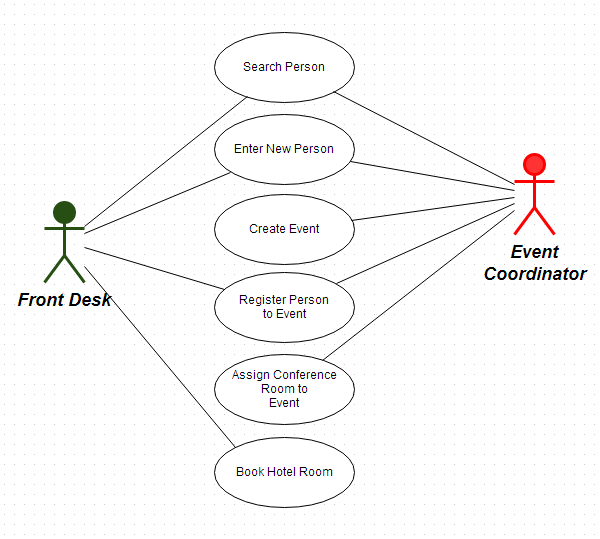 Search Person
Enter New Person
Create Event
Register Person
to Event
Assign Conference
Room to
Event
Book Hotel Room
Front Desk
Event
Coordinator